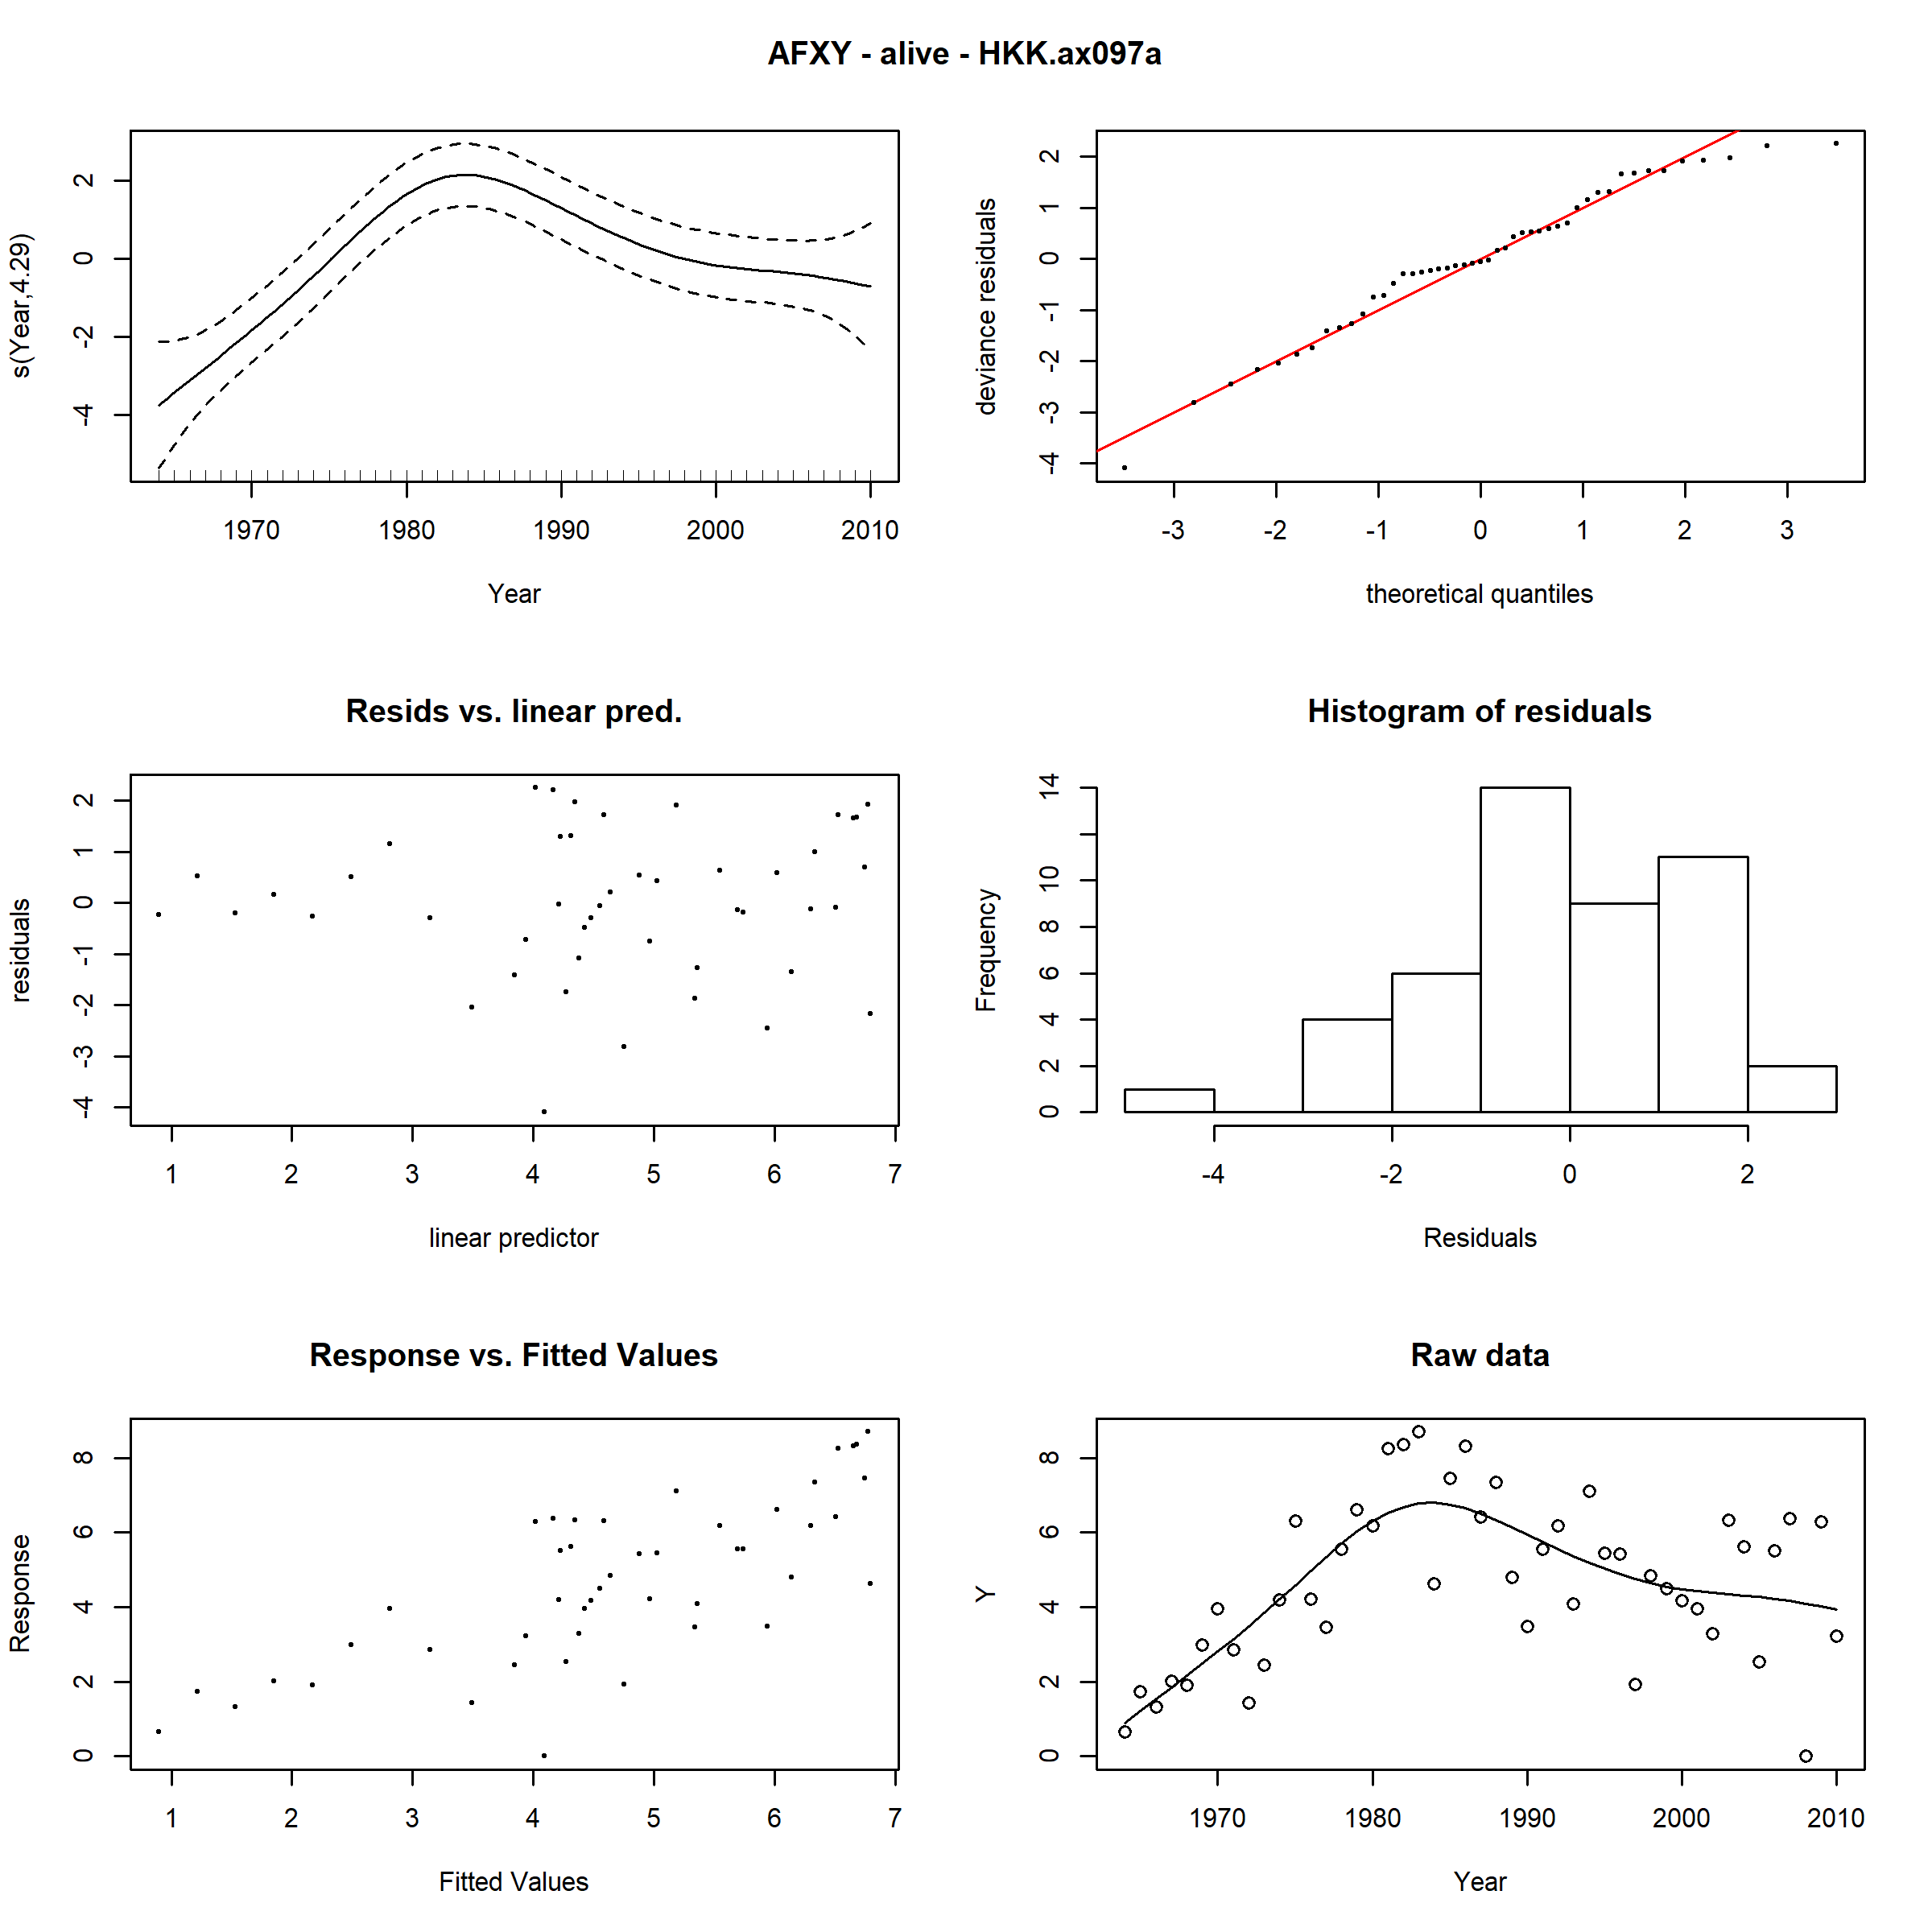 AFXY - alive - HKK.ax097a
s(Year,4.29)
2
0
-2
-4
1970 1980 1990 2000 2010
Year
deviance residuals
2
1
0
-1
-2
-3
-4
-3 -2 -1 0 1 2 3
theoretical quantiles
Resids vs. linear pred.
residuals
2
1
0
-1
-2
-3
-4
1 2 3 4 5 6 7
linear predictor
Histogram of residuals
Frequency
14
10
8
6
4
2
0
-4 -2 0 2
Residuals
Response vs. Fitted Values
Response
8
6
4
2
0
1 2 3 4 5 6 7
Fitted Values
Raw data
Y
8
6
4
2
0
1970 1980 1990 2000 2010
Year